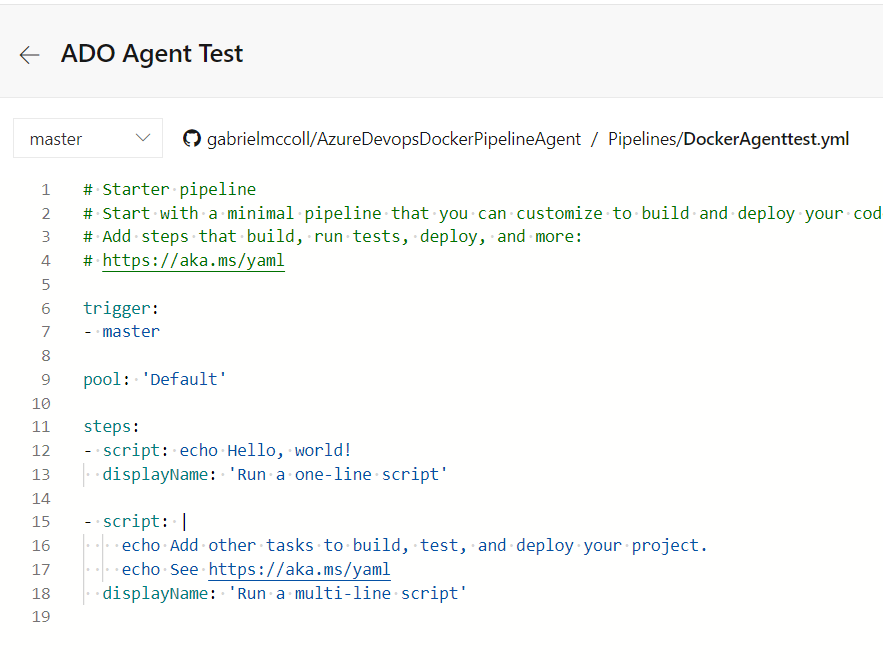 ADO Agent Test
master
gabrielmccoll/AzureDevopsDockerPipelineAgent / Pipelines/DockerAgenttest.yml
1 # Starter pipeline
2 # Start with a minimal pipeline that you can customize to build and deploy your cod
3 # Add steps that build, run tests, deploy, and more:
4 # https://aka.ms/yaml
5
6 trigger:
7 - master
8
9 pool: 'Default'
10
11 steps:
12 - script: echo Hello, world!
13   displayName: 'Run a one-line script'
14
15 - script: |
16     echo Add other tasks to build, test, and deploy your project.
17     echo See https://aka.ms/yaml
18   displayName: 'Run a multi-line script'
19